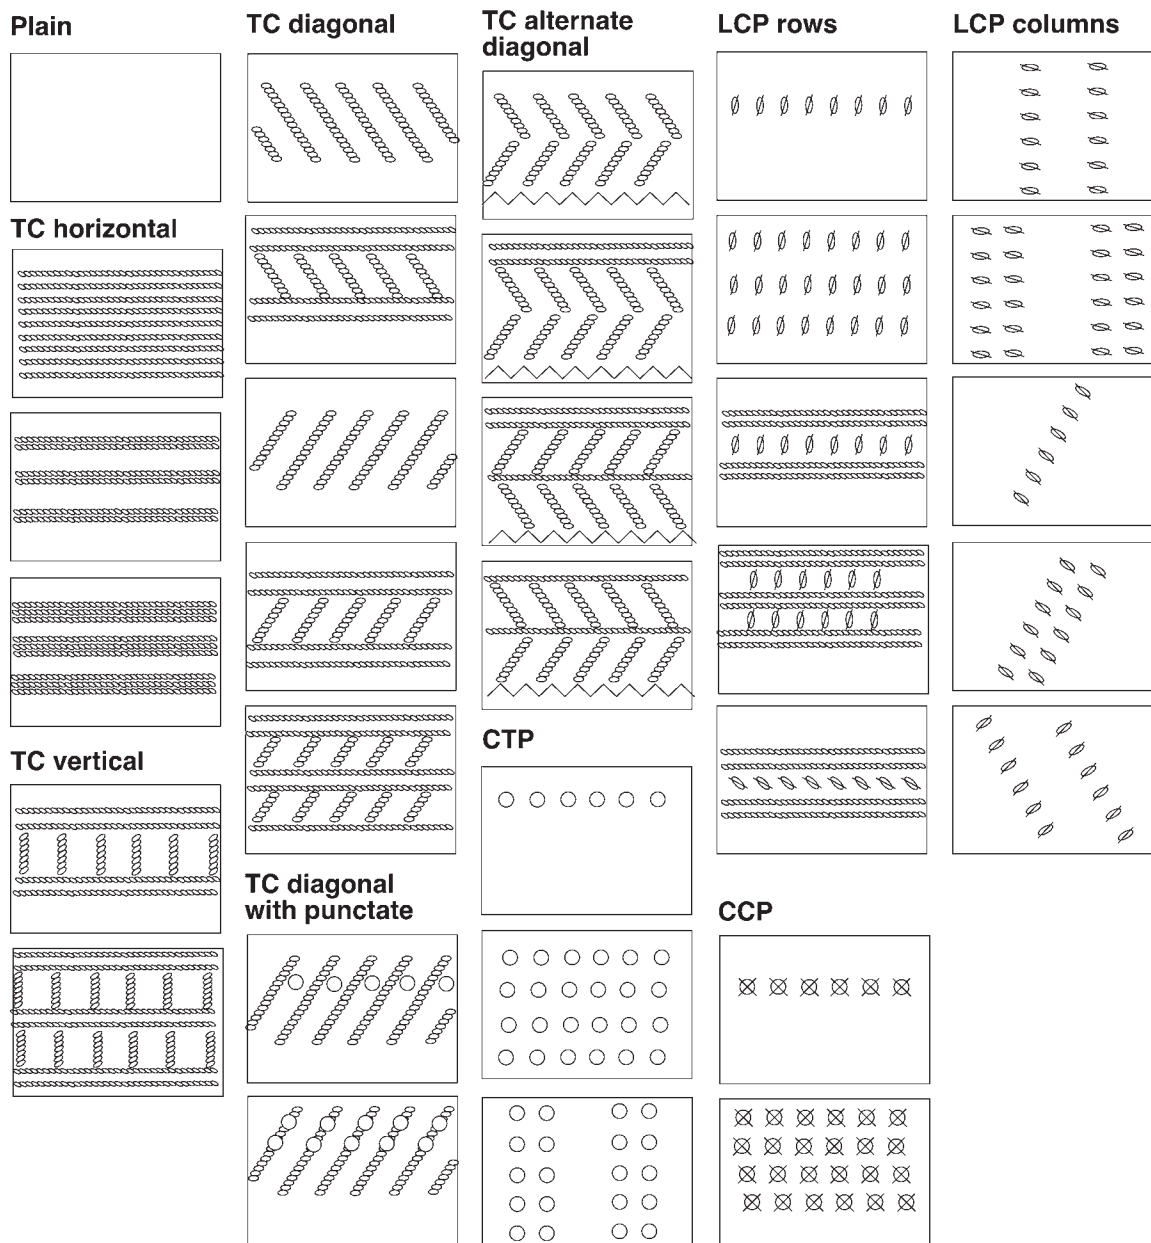 Plain
TC horizontal
TC vertical
TC diagonal
TC diagonal
with punctate
TC alternate
diagonal
CTP
LCP rows
CCP
LCP columns